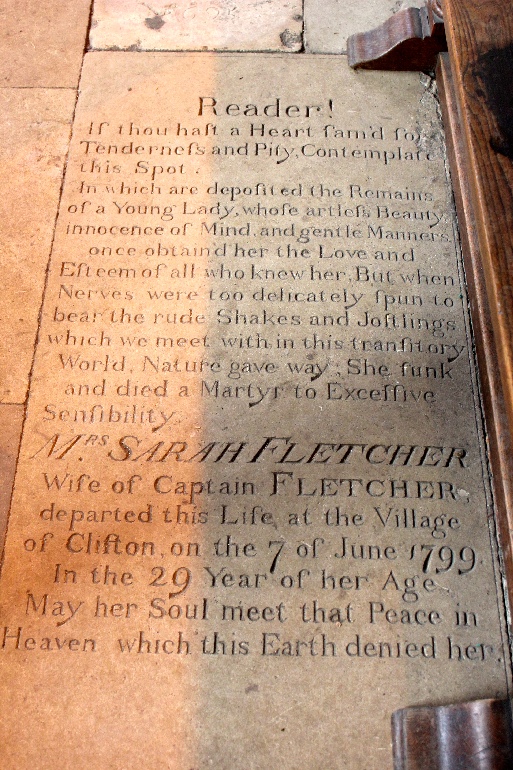 Reader!
If thou haſt a Heart fam'd for
Tenderneſs and Pity, Contemplate
this Spot.
In which are depoſited the Remains
of a Young Lady, whoſe artleſs Beauty,
innocence of Mind, and gentle Manners,
once obtain'd her the Love and
Eſteem of all who knew her, But when
Nerves were too delicately ſpun to
bear the rude Shakes and Joſtlings
which we meet with in this tranſitory
World, Nature gave way; She ſunk
and died a Martyr to Exceſſive
Senſibility.
Mrs SARAH FLETCHER
Wife of Captain FLETCHER,
departed this Life, at the Village
of Clifton, on the 7 of June 1799
In the 29 Year of her Age.
May her Soul meet that Peace in
Heaven which this Earth denied her.